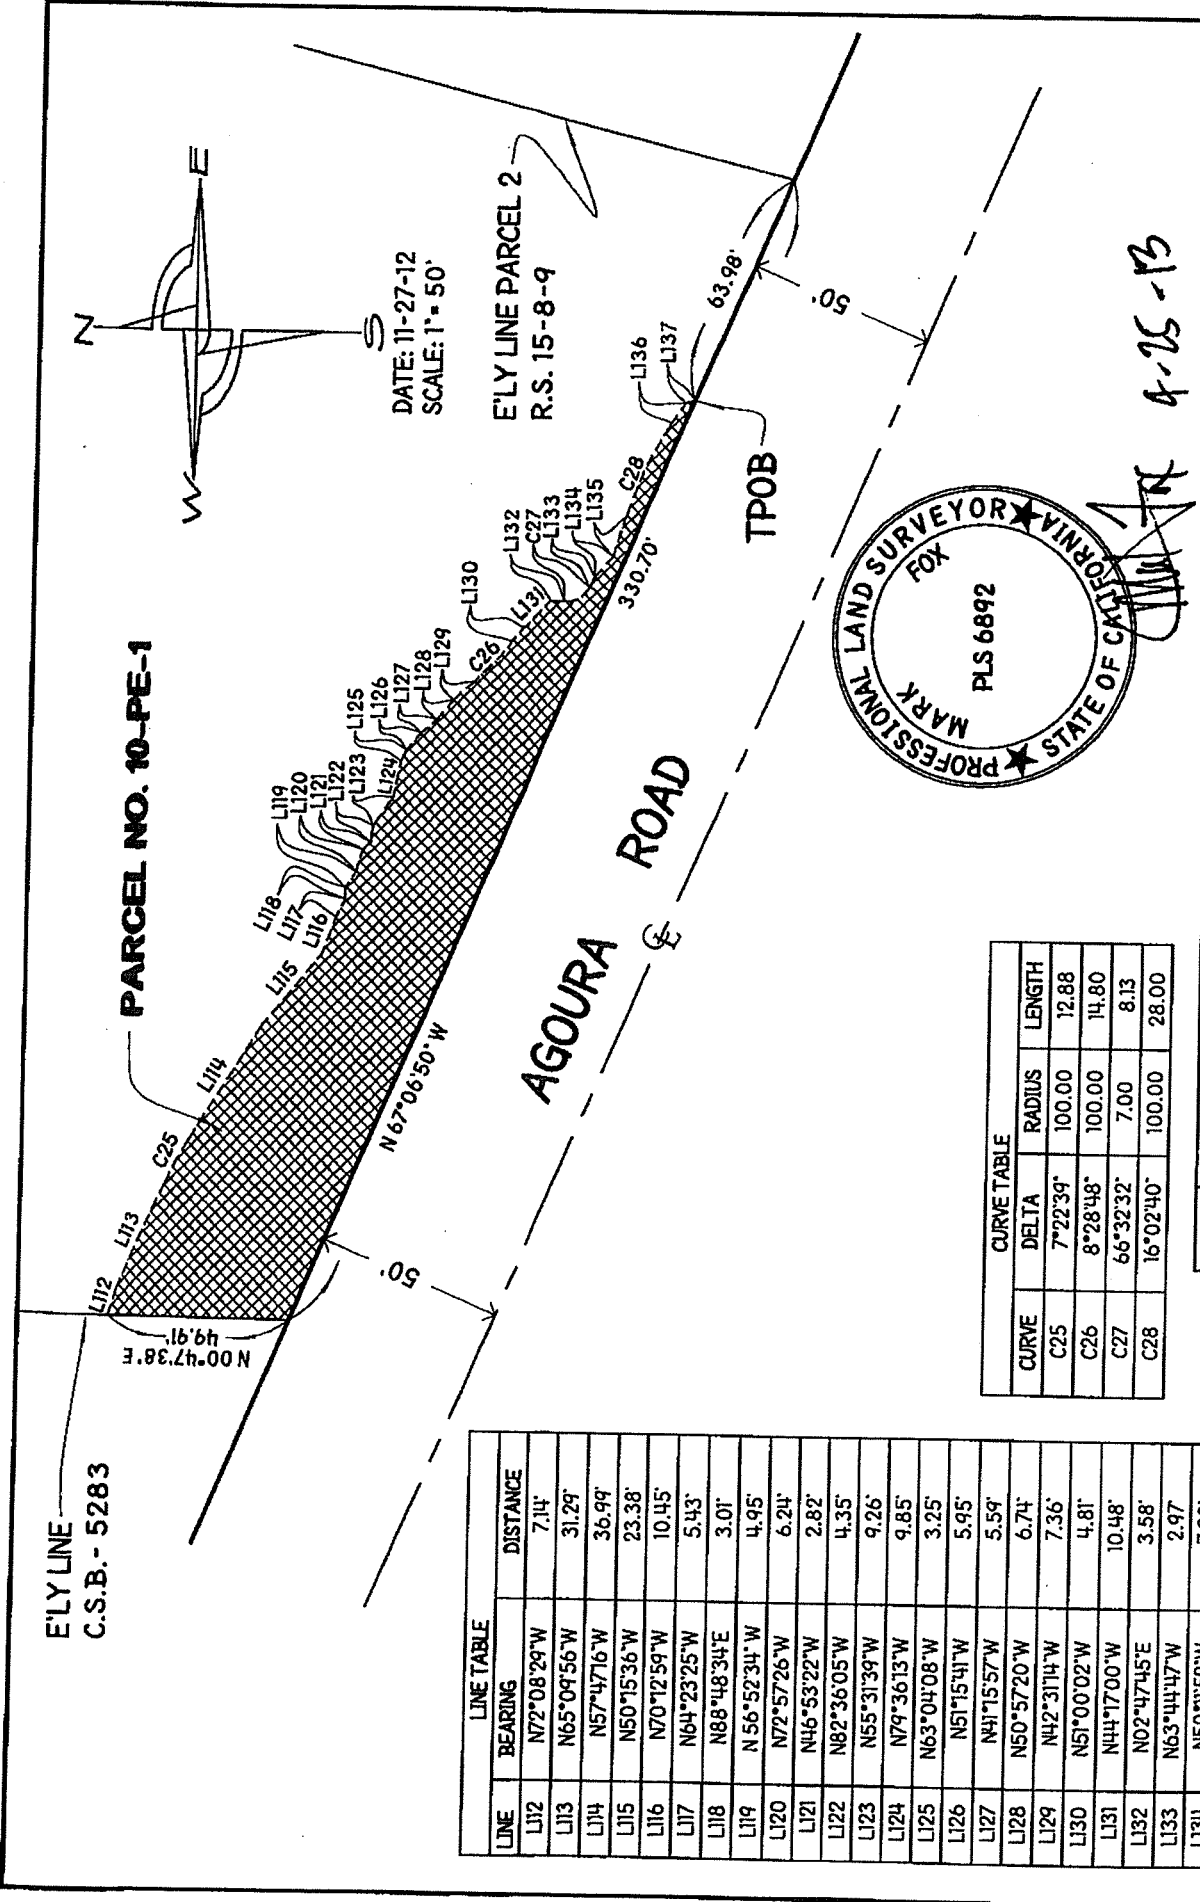 E'LY LINE
C.S.B. - 5283
N
W
E
S
DATE: 11-27-12
SCALE: 1" = 50'
E'LY LINE PARCEL 2
R.S. 15-8-9
PARCEL NO. 10-PE-1
L112
L113
C25
L114
L115
L116
L117
L118
L119
L120
L121
L122
L123
L124
L125
L126
L127
L128
L129
C26
L130
L131
L132
C27
L133
L134
L135
C28
L136
L137
N 00°47'38" E
49.91'
N 67°06'50" W
330.70'
63.98'
50'
50'
TPOB
AGOURA ROAD
CL
PROFESSIONAL LAND SURVEYOR
MARK FOX
PLS 6892
STATE OF CALIFORNIA
4-25-13
LINE TABLE
LINE BEARING DISTANCE
L112 N72°08'29"W 7.14'
L113 N65°09'56"W 31.29'
L114 N57°47'16"W 36.99'
L115 N50°15'36"W 23.38'
L116 N70°12'59"W 10.45'
L117 N64°23'25"W 5.43'
L118 N88°48'34"E 3.01'
L119 N 56°52'34" W 4.95'
L120 N72°57'26"W 6.24'
L121 N46°53'22"W 2.82'
L122 N82°36'05"W 4.35'
L123 N55°31'39"W 9.26'
L124 N79°36'13"W 9.85'
L125 N63°04'08"W 3.25'
L126 N51°15'41"W 5.95'
L127 N41°15'57"W 5.59'
L128 N50°57'20"W 6.74'
L129 N42°31'14"W 7.36'
L130 N51°00'02"W 4.81'
L131 N44°17'00"W 10.48'
L132 N02°47'45"E 3.58'
L133 N63°44'47"W 2.97'
CURVE TABLE
CURVE DELTA RADIUS LENGTH
C25 7°22'39" 100.00 12.88
C26 8°28'48" 100.00 14.80
C27 66°32'32" 7.00 8.13
C28 16°02'40" 100.00 28.00